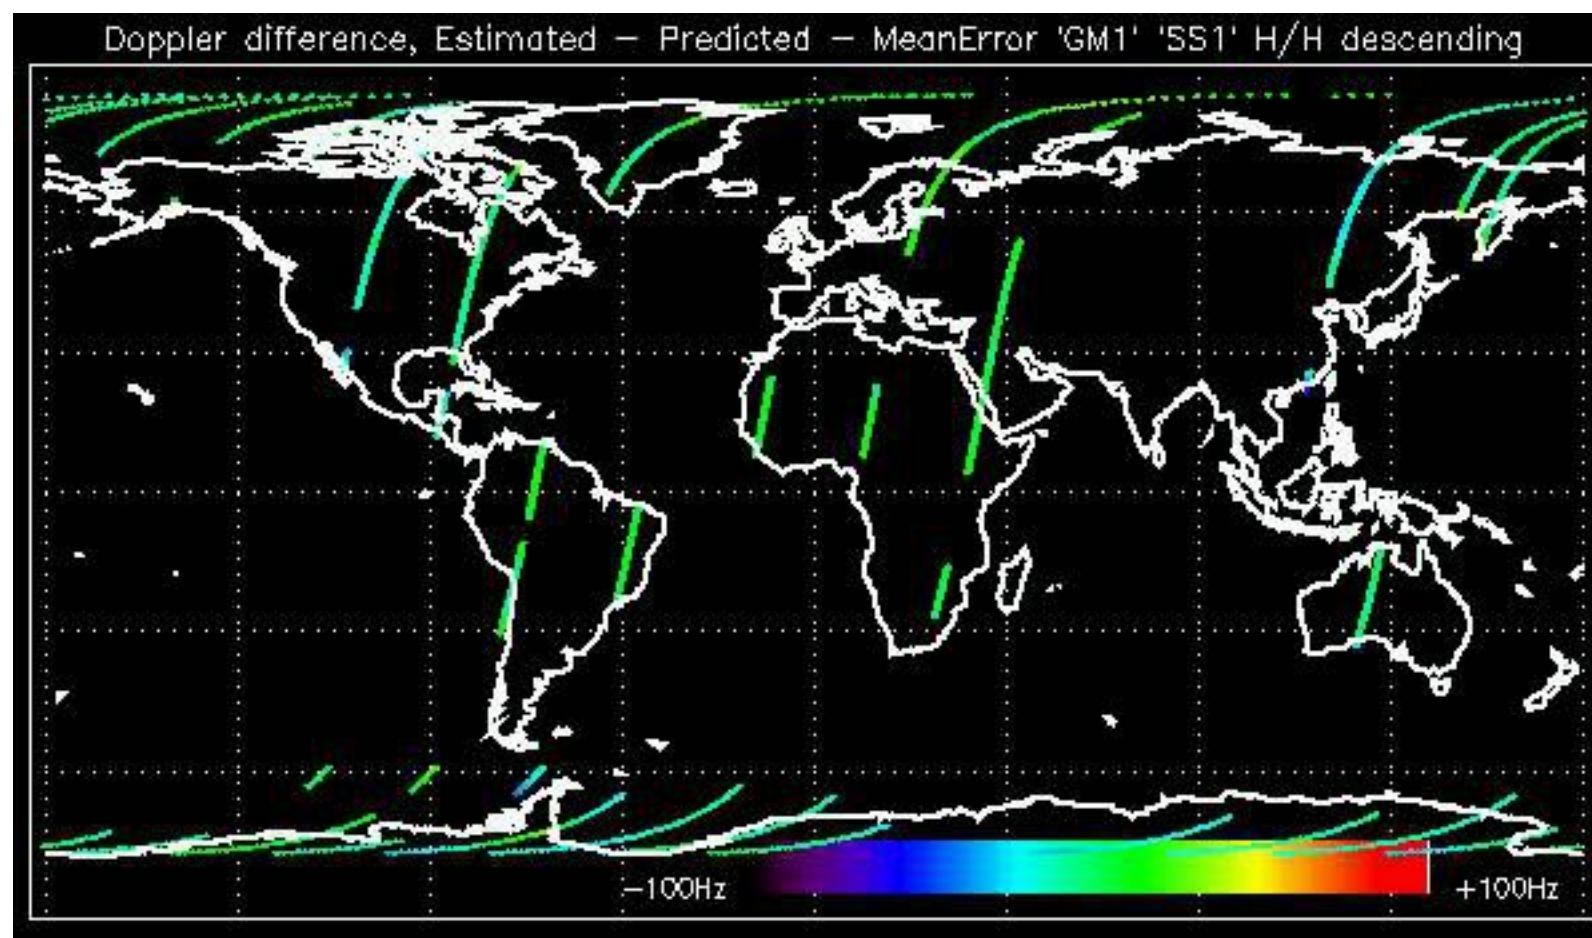 Doppler difference, Estimated – Predicted – MeanError 'GM1' 'SS1' H/H descending
–100Hz +100Hz